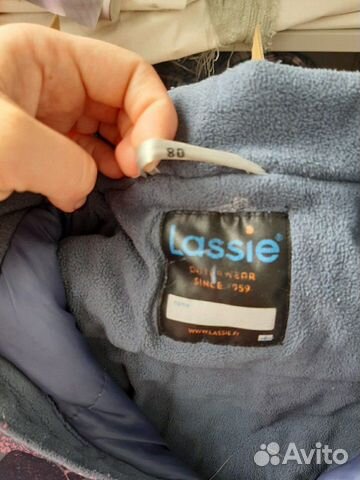 80
Lassie®
OUTERWEAR
SINCE 1959
WWW.LASSIE.FI
Avito